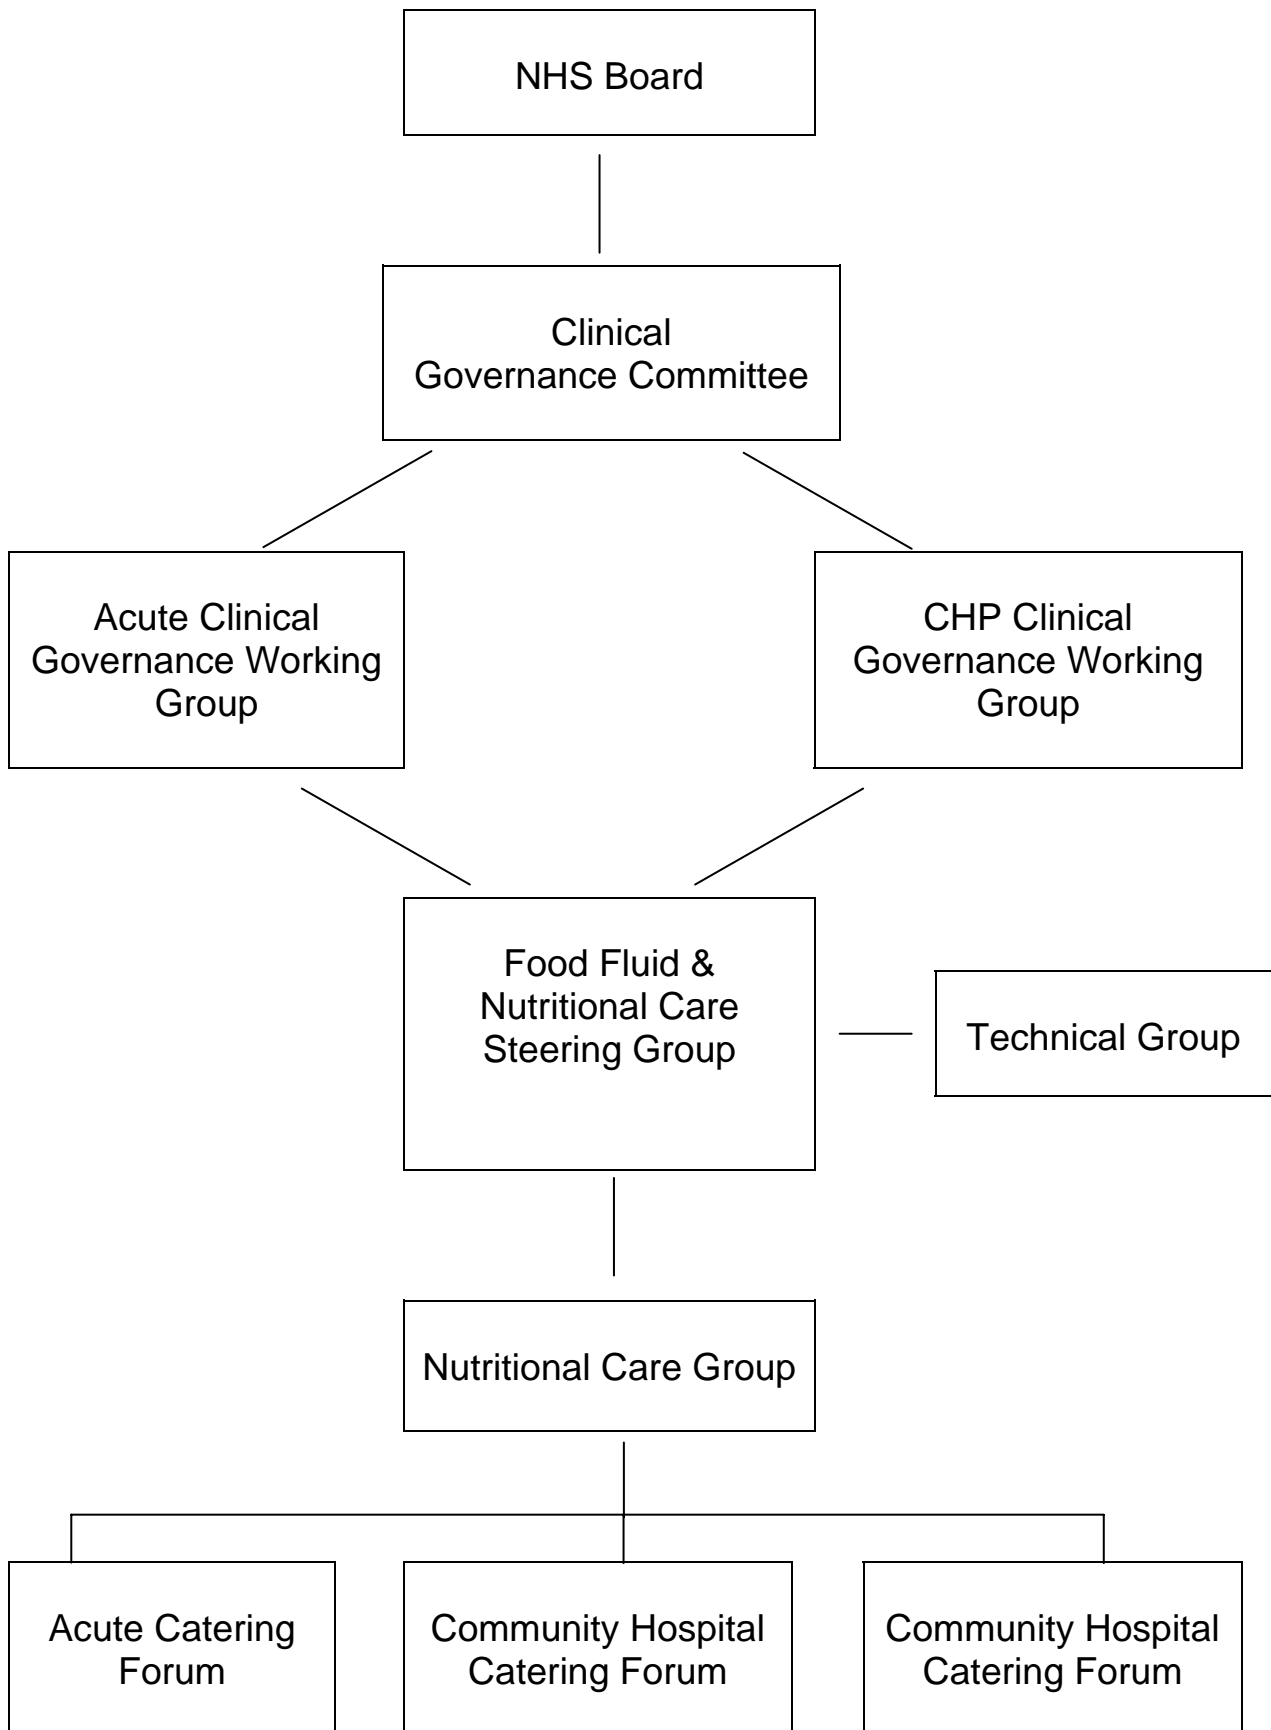 NHS Board
Clinical
Governance Committee
Acute Clinical
Governance Working
Group
CHP Clinical
Governance Working
Group
Food Fluid &
Nutritional Care
Steering Group
Technical Group
Nutritional Care Group
Acute Catering
Forum
Community Hospital
Catering Forum
Community Hospital
Catering Forum